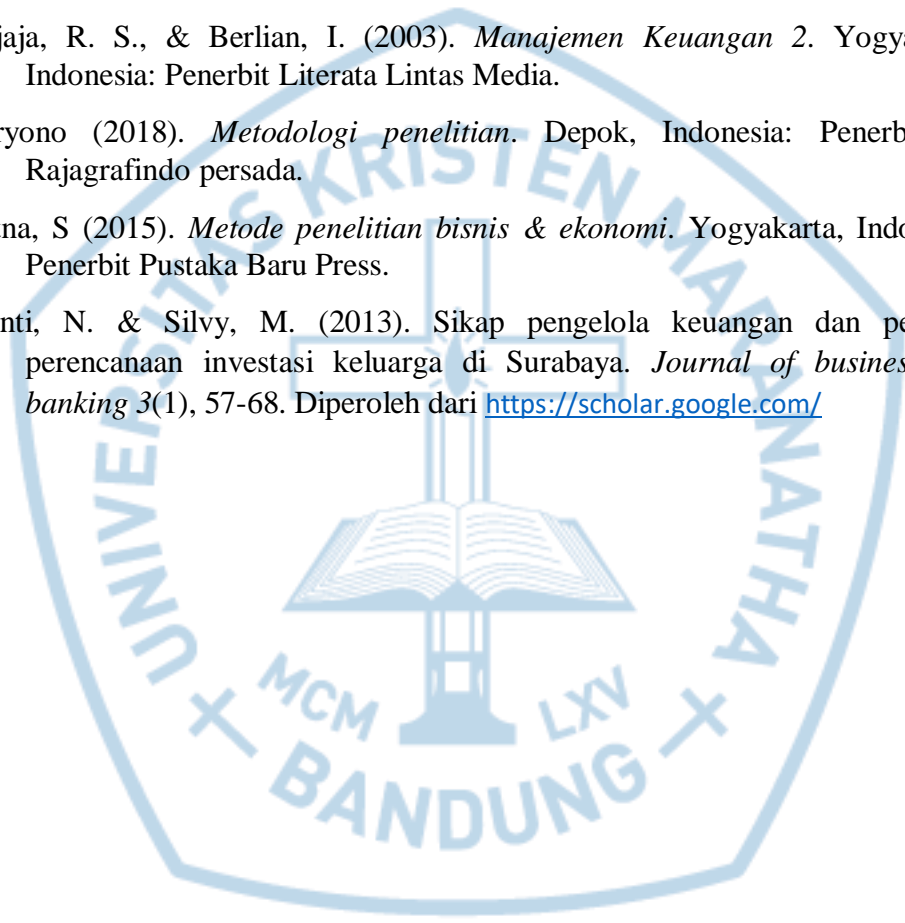 jaja, R. S., & Berlian, I. (2003). Manajemen Keuangan 2. Yogya
Indonesia: Penerbit Literata Lintas Media.
ryono (2018). Metodologi penelitian. Depok, Indonesia: Penerb
Rajagrafindo persada.
na, S (2015). Metode penelitian bisnis & ekonomi. Yogyakarta, Indo
Penerbit Pustaka Baru Press.
nti, N. & Silvy, M. (2013). Sikap pengelola keuangan dan pe
perencanaan investasi keluarga di Surabaya. Journal of busines
banking 3(1), 57-68. Diperoleh dari https://scholar.google.com/
UNIVERSITAS KRISTEN MARANATHA
MCM LXV
BANDUNG